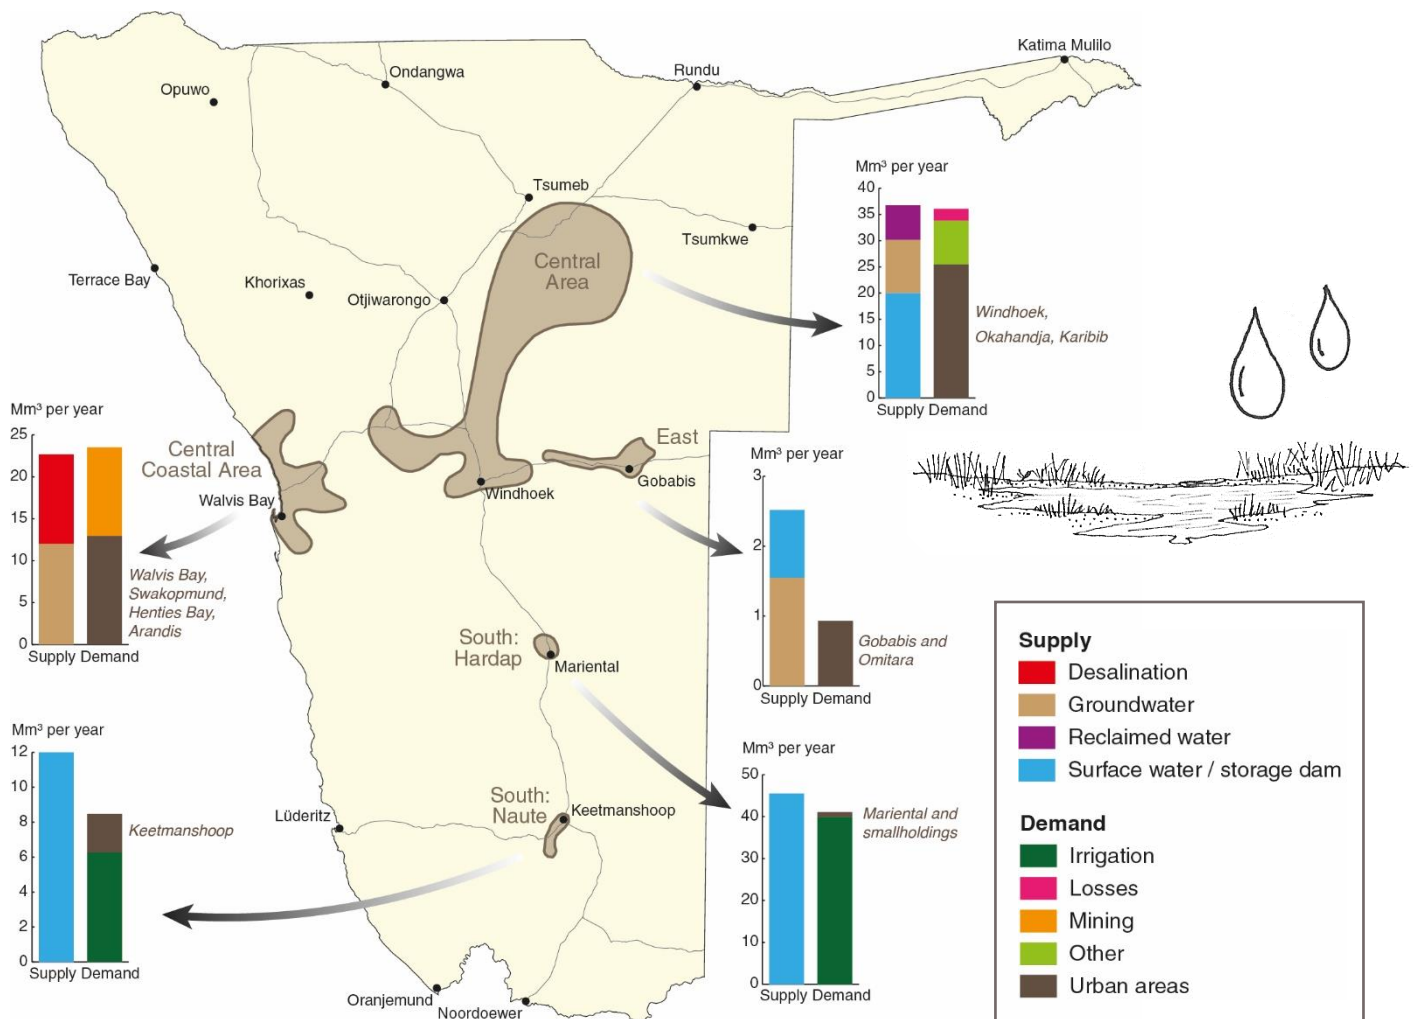 Katima Mulilo
Ondangwa
Rundu
Opuwo
Tsumeb
Tsumkwe
Central
Area
Terrace Bay
Khorixas
Otjiwarongo
Mm³ per year
40
35
30
25
20
15
10
5
0
Supply Demand
Windhoek,
Okahandja, Karibib
Mm³ per year
25
20
15
10
5
0
Supply Demand
Walvis Bay,
Swakopmund,
Henties Bay,
Arandis
Central
Coastal Area
Walvis Bay
Windhoek
East
Gobabis
Mm³ per year
3
2
1
0
Supply Demand
Gobabis and
Omitara
South:
Hardap
Mariental
Mm³ per year
12
10
8
6
4
2
0
Supply Demand
Keetmanshoop
South:
Naute
Keetmanshoop
Lüderitz
Mm³ per year
50
40
30
20
10
0
Supply Demand
Mariental and
smallholdings
Oranjemund
Noordoewer
Supply
Desalination
Groundwater
Reclaimed water
Surface water / storage dam
Demand
Irrigation
Losses
Mining
Other
Urban areas